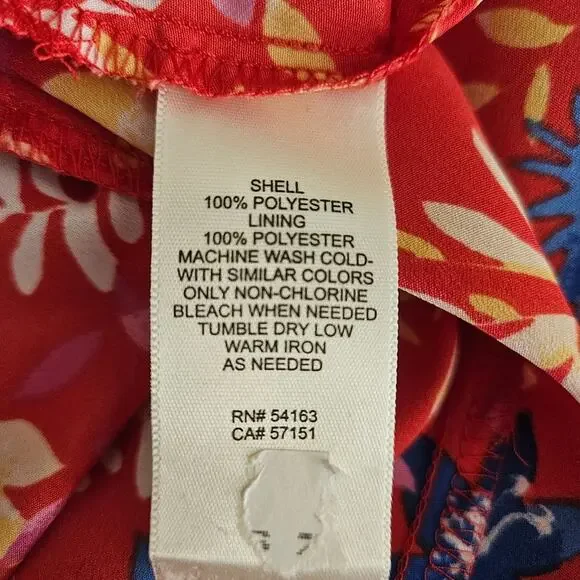 SHELL
100% POLYESTER
LINING
100% POLYESTER
MACHINE WASH COLD-
WITH SIMILAR COLORS
ONLY NON-CHLORINE
BLEACH WHEN NEEDED
TUMBLE DRY LOW
WARM IRON
AS NEEDED
RN# 54163
CA# 57151